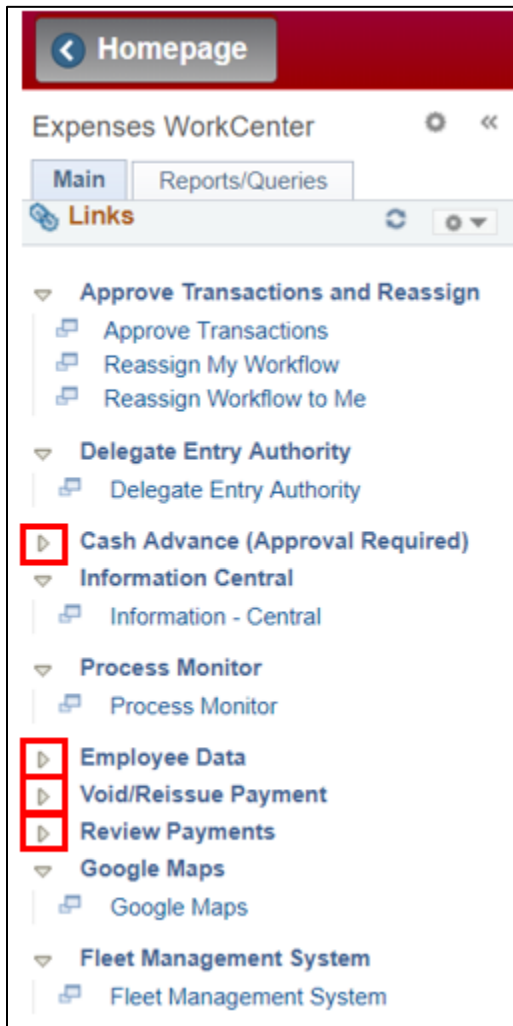 Homepage
Expenses WorkCenter
Main Reports/Queries
Links
Approve Transactions and Reassign
Approve Transactions
Reassign My Workflow
Reassign Workflow to Me
Delegate Entry Authority
Delegate Entry Authority
Cash Advance (Approval Required)
Information Central
Information - Central
Process Monitor
Process Monitor
Employee Data
Void/Reissue Payment
Review Payments
Google Maps
Google Maps
Fleet Management System
Fleet Management System